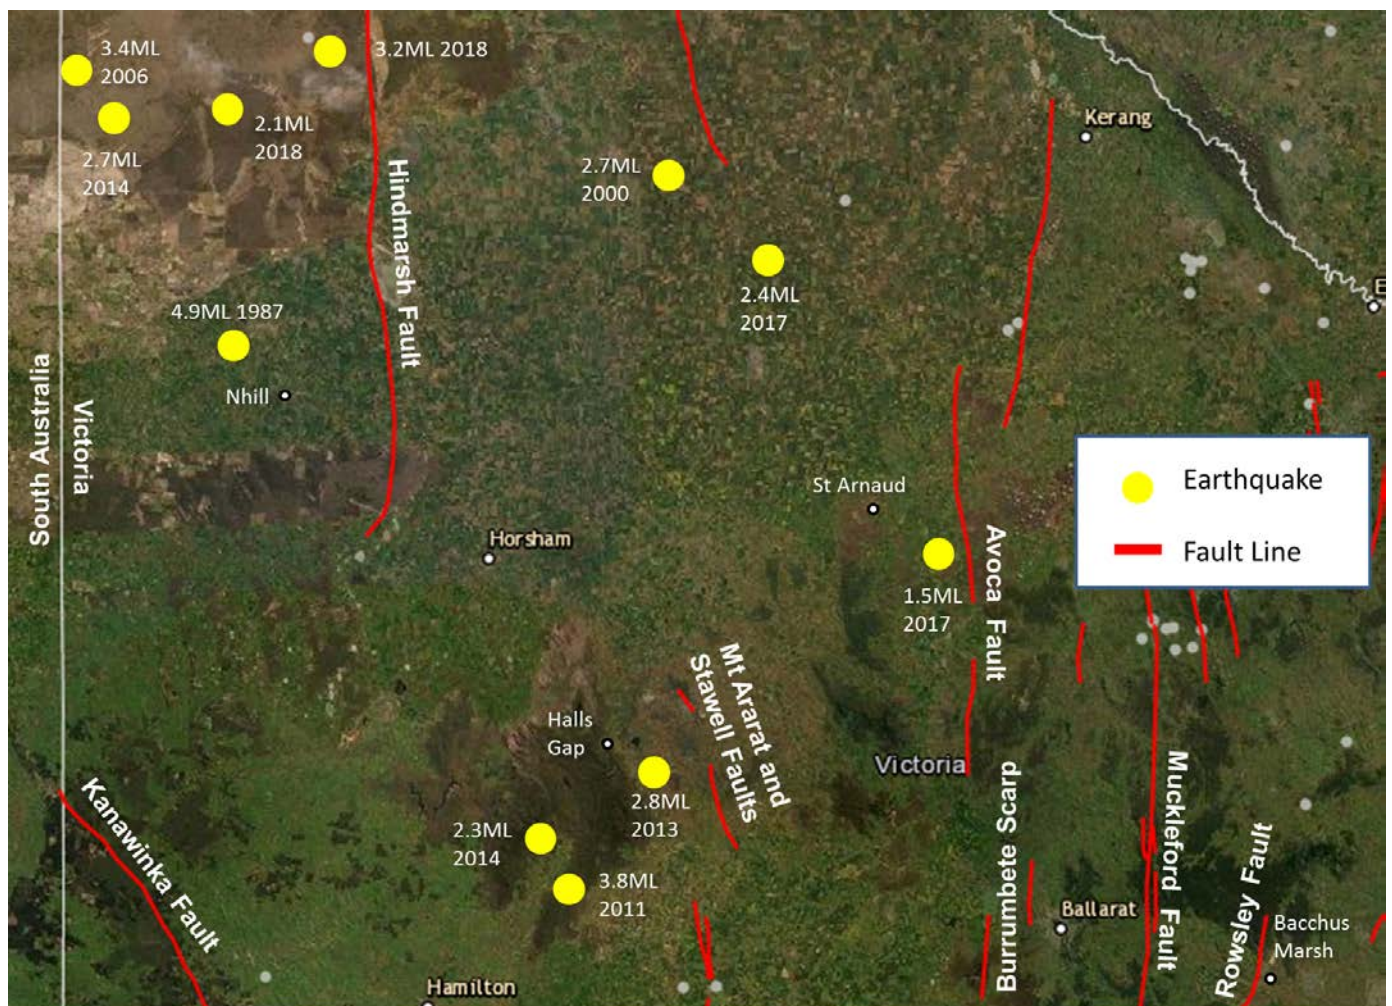 3.4ML
2006
3.2ML 2018
2.7ML
2014
2.1ML
2018
Hindmarsh Fault
2.7ML
2000
Kerang
2.4ML
2017
E
4.9ML 1987
Nhill
South Australia
Victoria
St Arnaud
Earthquake
Fault Line
Horsham
1.5ML
2017
Avoca Fault
Mt Ararat and
Stawell Faults
Halls
Gap
2.8ML
2013
Victoria
2.3ML
2014
3.8ML
2011
Kanawinka Fault
Burrumbete Scarp
Muckleford Fault
Rowsley Fault
Ballarat
Bacchus
Marsh
Hamilton